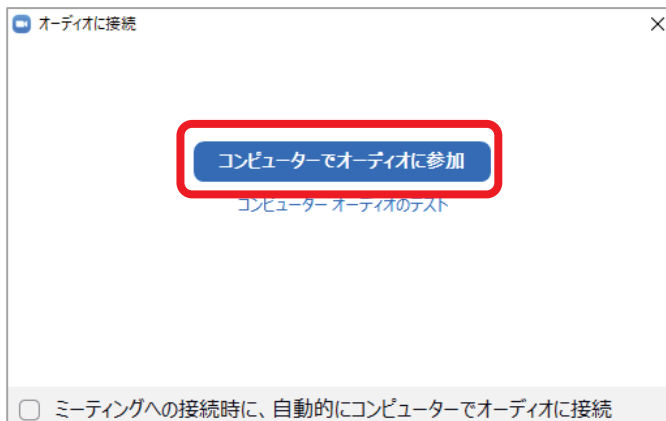 オーディオに接続
コンピューターでオーディオに参加
コンピューター オーディオのテスト
ミーティングへの接続時に、自動的にコンピューターでオーディオに接続